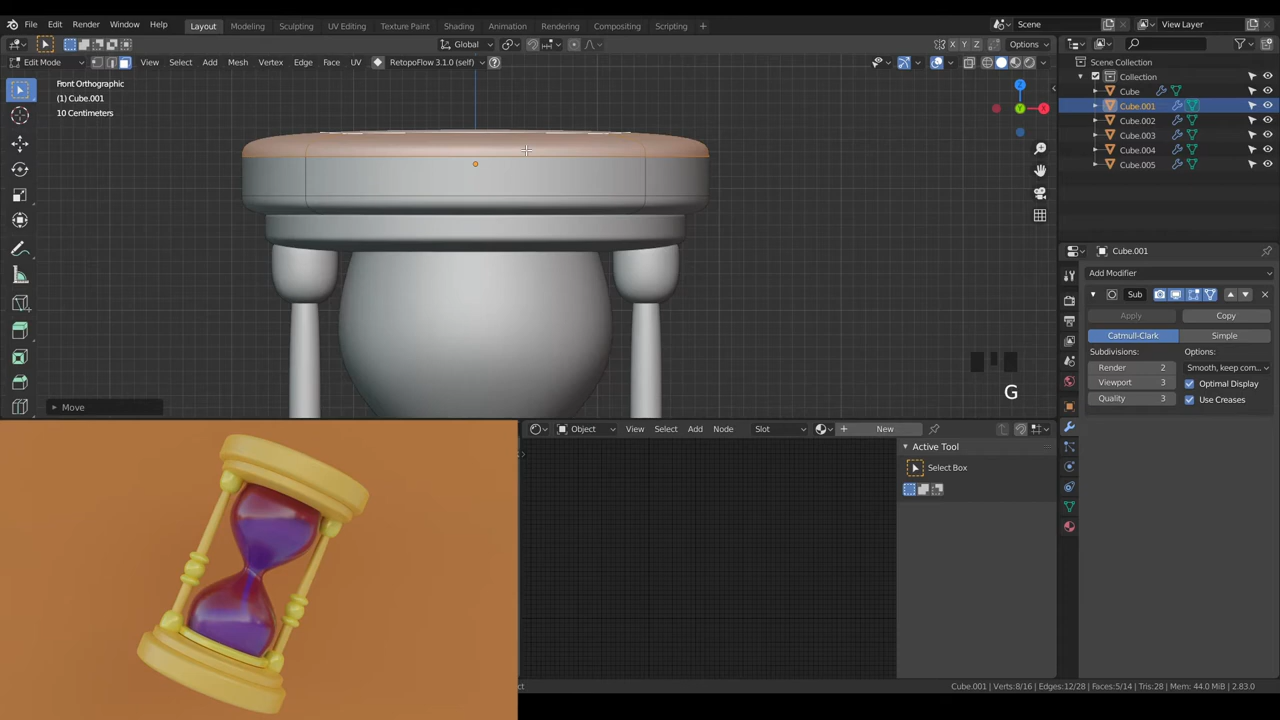 File Edit Render Window Help Layout Modeling Sculpting UV Editing Texture Paint Shading Animation Rendering Compositing Scripting + Scene View Layer
Global Options
Edit Mode View Select Add Mesh Vertex Edge Face UV RetopoFlow 3.1.0 (self) X Y Z
Front Orthographic
(1) Cube.001
10 Centimeters
Z
X
Y
G
Move
Scene Collection
Collection
Cube
Cube.001
Cube.002
Cube.003
Cube.004
Cube.005
Cube.001
Add Modifier
Sub
Apply Copy
Catmull-Clark Simple
Subdivisions: Options:
Render 2 Smooth, keep com...
Viewport 3 Optimal Display
Quality 3 Use Creases
Object View Select Add Node Slot New
Active Tool
Select Box
Cube.001 | Verts:8/16 | Edges:12/28 | Faces:5/14 | Tris:28 | Mem: 44.0 MiB | 2.83.0